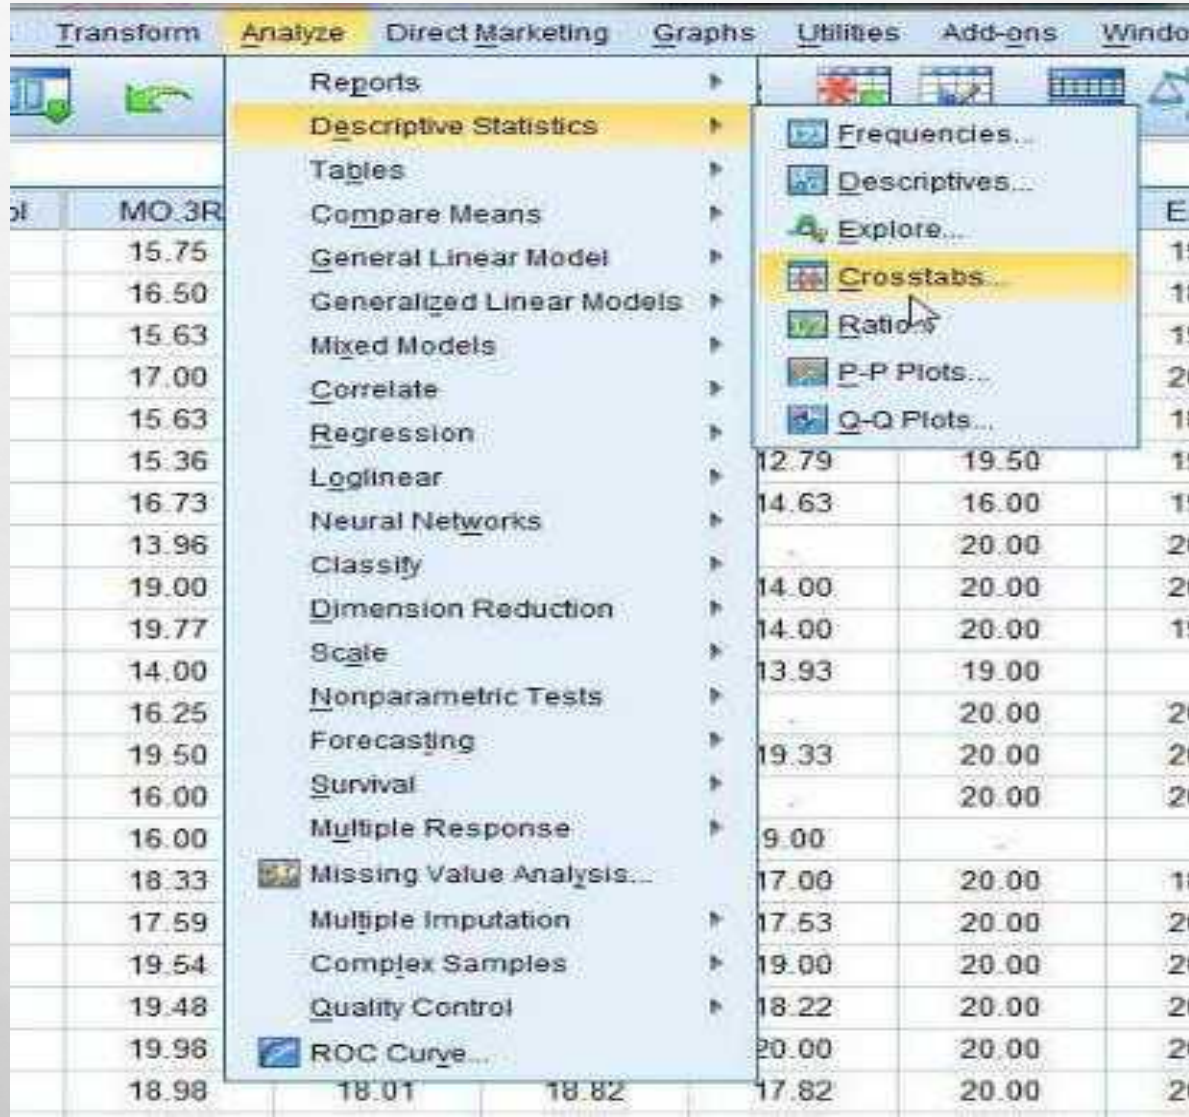 Transform Analyze Direct Marketing Graphs Utilities Add-ons
Reports
Descriptive Statistics
Tables
Compare Means
General Linear Model
Generalized Linear Models
Mixed Models
Correlate
Regression
Loglinear
Neural Networks
Classify
Dimension Reduction
Scale
Nonparametric Tests
Forecasting
Survival
Multiple Response
Missing Value Analysis...
Multiple Imputation
Complex Samples
Quality Control
ROC Curve...
Frequencies...
Descriptives...
Explore...
Crosstabs...
P-P Plots...
Q-Q Plots...
MO.3R
15.75
16.50
15.63
17.00
15.63
15.36 12.79 19.50
16.73 14.63 16.00
13.96 20.00
19.00 14.00 20.00
19.77 14.00 20.00
14.00 13.93 19.00
16.25 20.00
19.50 19.33 20.00
16.00 20.00
16.00 9.00
18.33 17.00 20.00
17.59 17.53 20.00
19.54 19.00 20.00
19.48 18.22 20.00
19.98 20.00 20.00
18.98 18.01 18.82 17.82 20.00